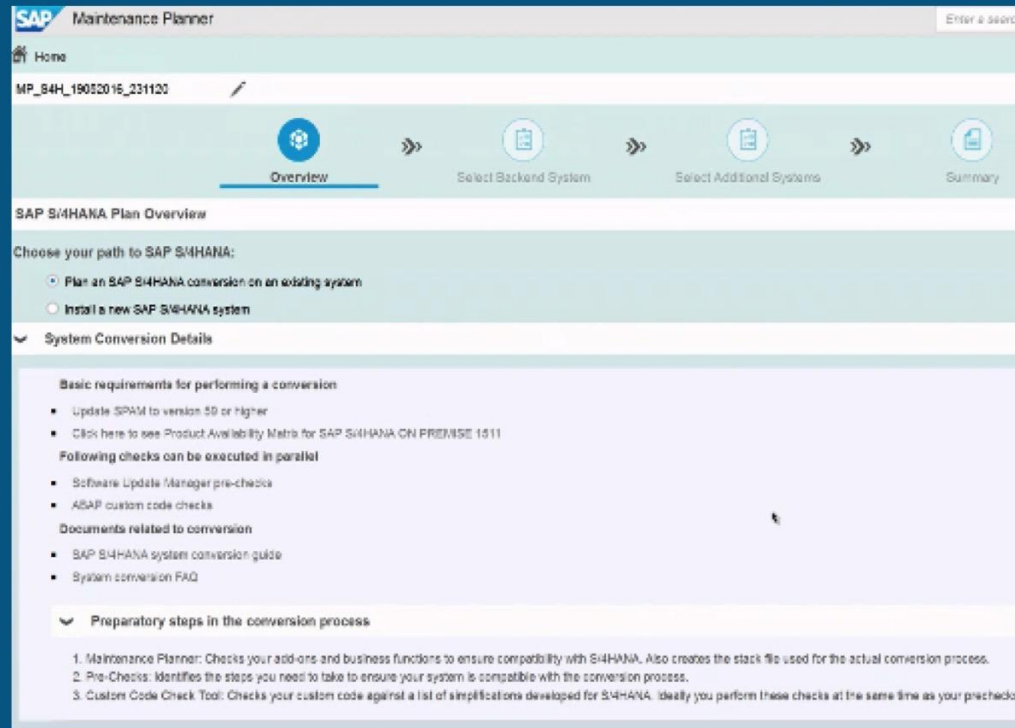 SAP Maintenance Planner
Enter a searc
Home
MP_S4H_19052016_231120
Overview
Select Backend System
Select Additional Systems
Summary
SAP S/4HANA Plan Overview
Choose your path to SAP S/4HANA:
Plan an SAP S/4HANA conversion on an existing system
Install a new SAP S/4HANA system
System Conversion Details
Basic requirements for performing a conversion
Update SPAM to version 59 or higher
Click here to see Product Availability Matrix for SAP S/4HANA ON PREMISE 1511
Following checks can be executed in parallel
Software Update Manager pre-checks
ABAP custom code checks
Documents related to conversion
SAP S/4HANA system conversion guide
System conversion FAQ
Preparatory steps in the conversion process
1. Maintenance Planner: Checks your add-ons and business functions to ensure compatibility with S/4HANA. Also creates the stack file used for the actual conversion process.
2. Pre-Checks: Identifies the steps you need to take to ensure your system is compatible with the conversion process.
3. Custom Code Check Tool: Checks your custom code against a list of simplifications developed for S/4HANA. Ideally you perform these checks at the same time as your prechecks